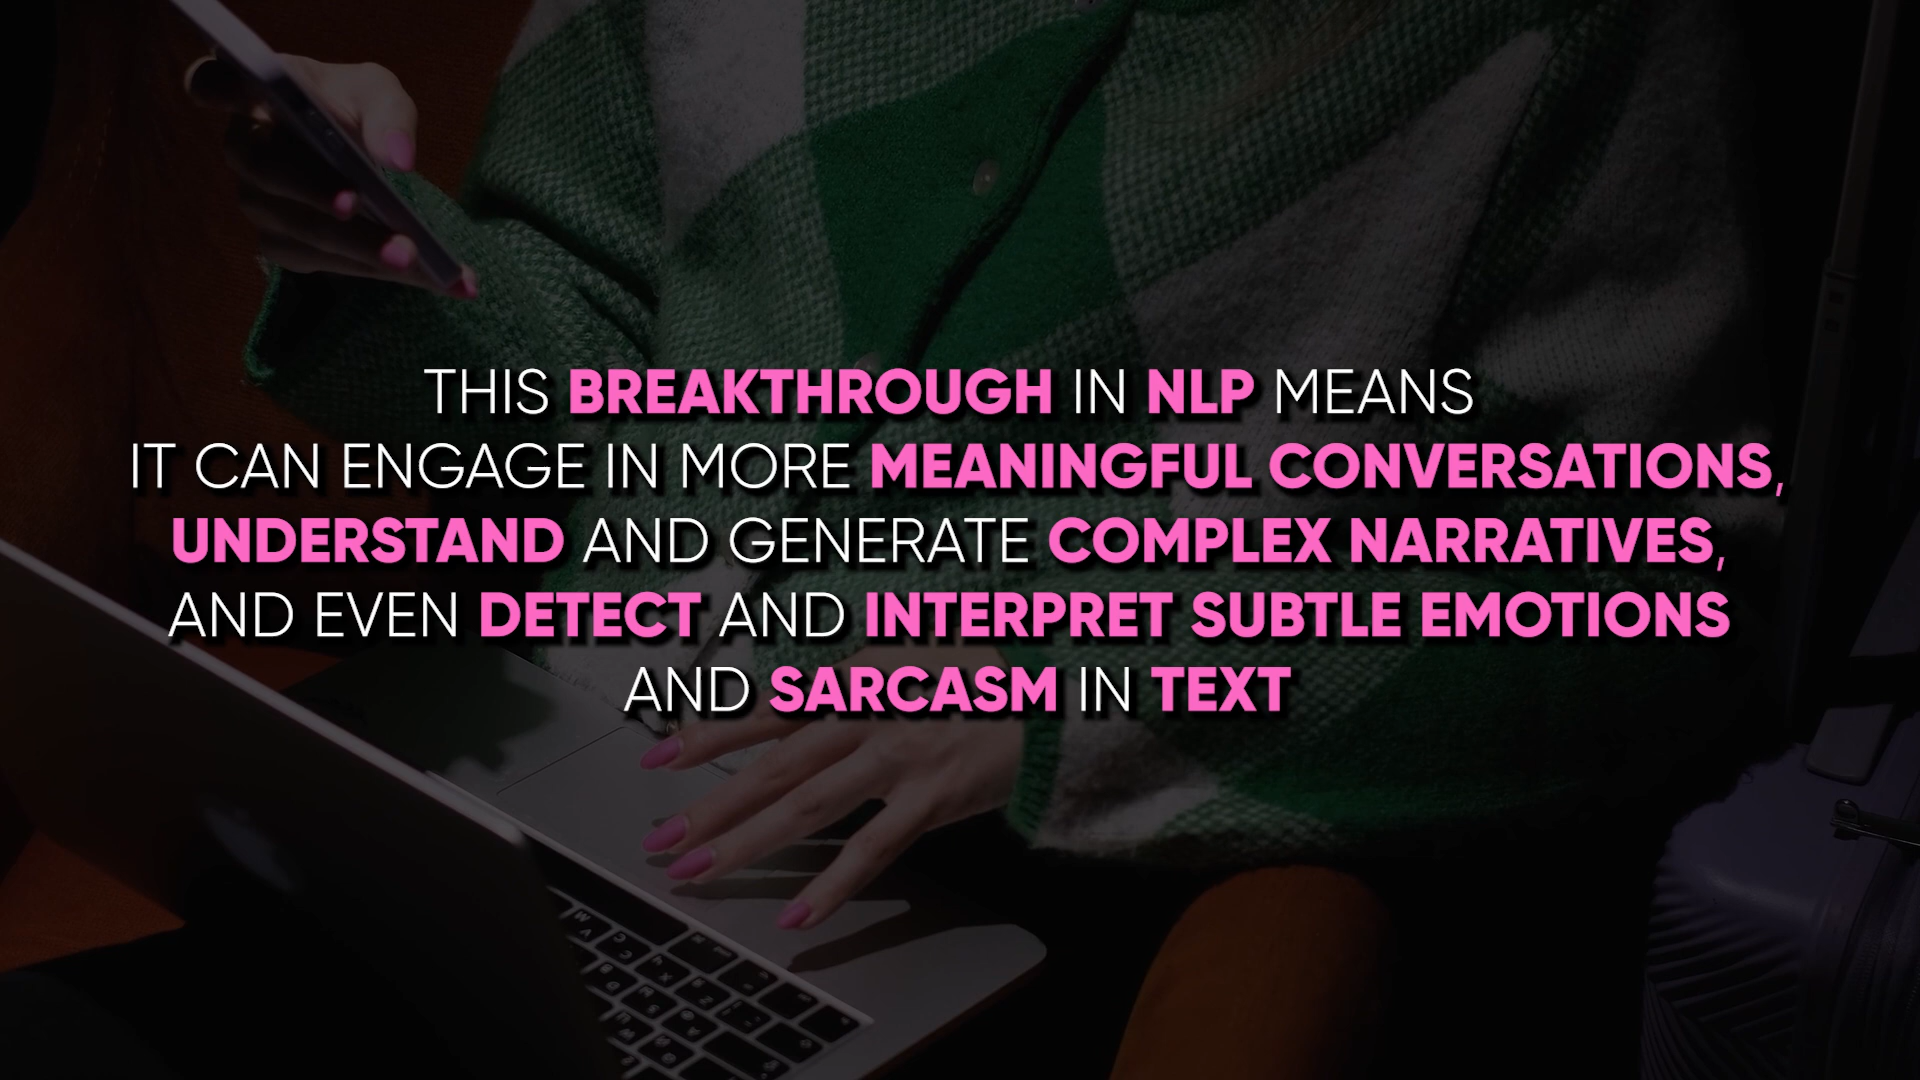 THIS BREAKTHROUGH IN NLP MEANS
IT CAN ENGAGE IN MORE MEANINGFUL CONVERSATIONS,
UNDERSTAND AND GENERATE COMPLEX NARRATIVES,
AND EVEN DETECT AND INTERPRET SUBTLE EMOTIONS
AND SARCASM IN TEXT